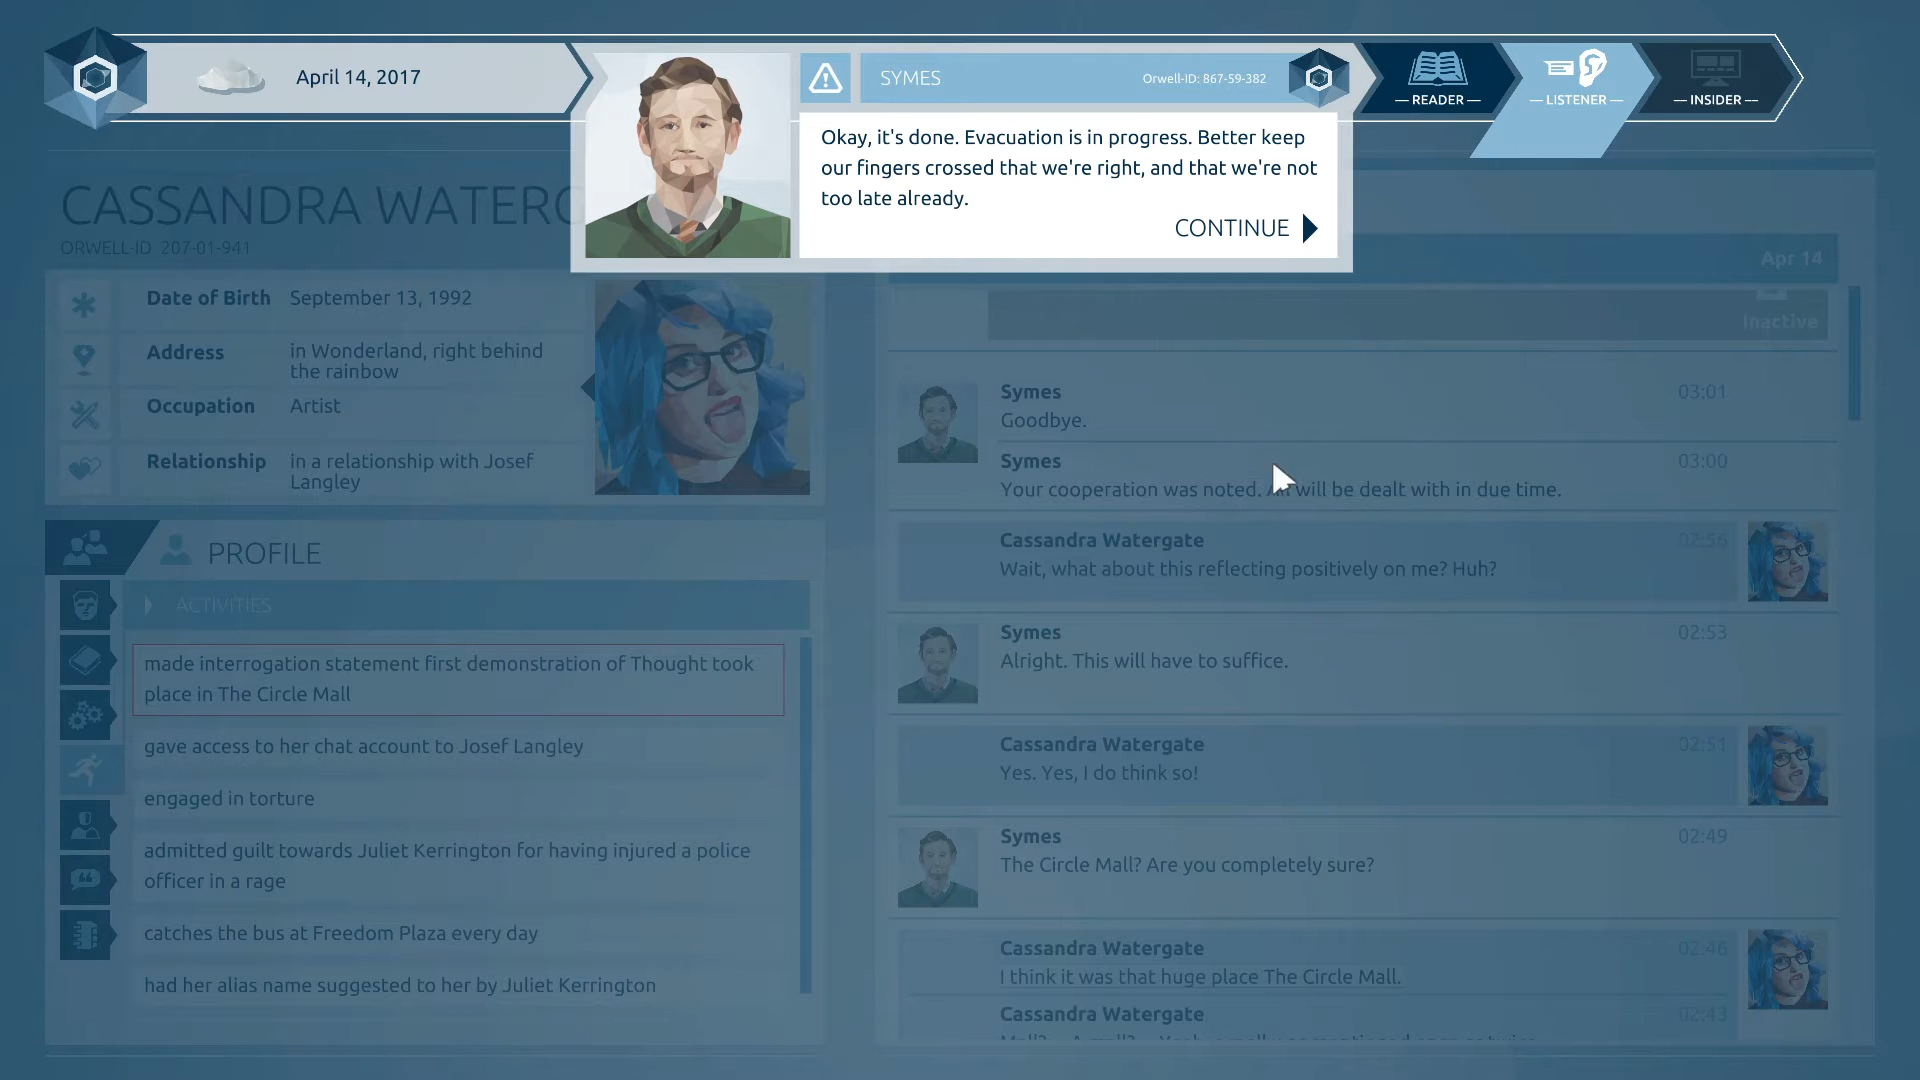 April 14, 2017
SYMES
Orwell-ID: 867-59-382
Okay, it's done. Evacuation is in progress. Better keep
our fingers crossed that we're right, and that we're not
too late already.
CONTINUE
READER
LISTENER
INSIDER
CASSANDRA WATERG
ORWELL-ID 207-01-941
Date of Birth September 13, 1992
Address in Wonderland, right behind
the rainbow
Occupation Artist
Relationship in a relationship with Josef
Langley
PROFILE
ACTIVITIES
made interrogation statement first demonstration of Thought took
place in The Circle Mall
gave access to her chat account to Josef Langley
engaged in torture
admitted guilt towards Juliet Kerrington for having injured a police
officer in a rage
catches the bus at Freedom Plaza every day
had her alias name suggested to her by Juliet Kerrington
Apr 14
Inactive
Symes 03:01
Goodbye.
Symes 03:00
Your cooperation was noted. will be dealt with in due time.
Cassandra Watergate 02:56
Wait, what about this reflecting positively on me? Huh?
Symes 02:53
Alright. This will have to suffice.
Cassandra Watergate 02:51
Yes. Yes, I do think so!
Symes 02:49
The Circle Mall? Are you completely sure?
Cassandra Watergate 02:46
I think it was that huge place The Circle Mall.
Cassandra Watergate 02:43